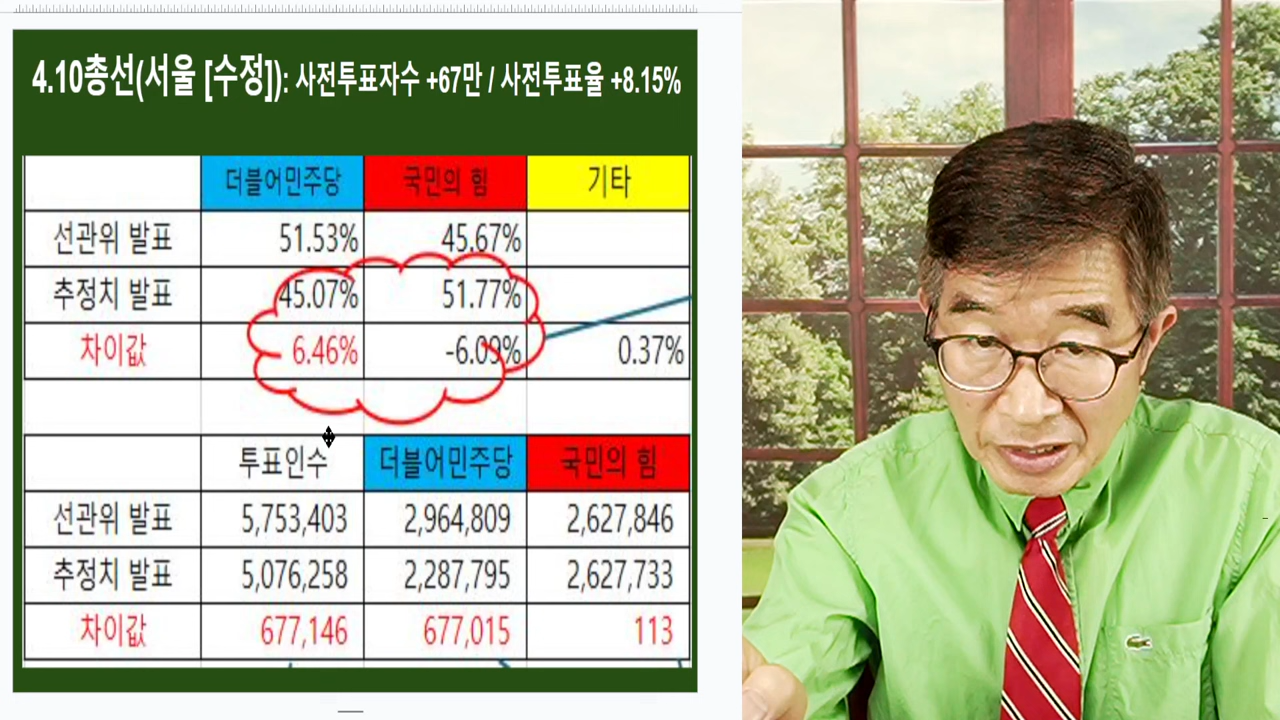 4.10총선(서울 [수정]): 사전투표자수 +67만 / 사전투표율 +8.15%
더불어민주당 국민의 힘 기타
선관위 발표 51.53% 45.67%
추정치 발표 45.07% 51.77%
차이값 6.46% -6.09% 0.37%
투표인수 더불어민주당 국민의 힘
선관위 발표 5,753,403 2,964,809 2,627,846
추정치 발표 5,076,258 2,287,795 2,627,733
차이값 677,146 677,015 113